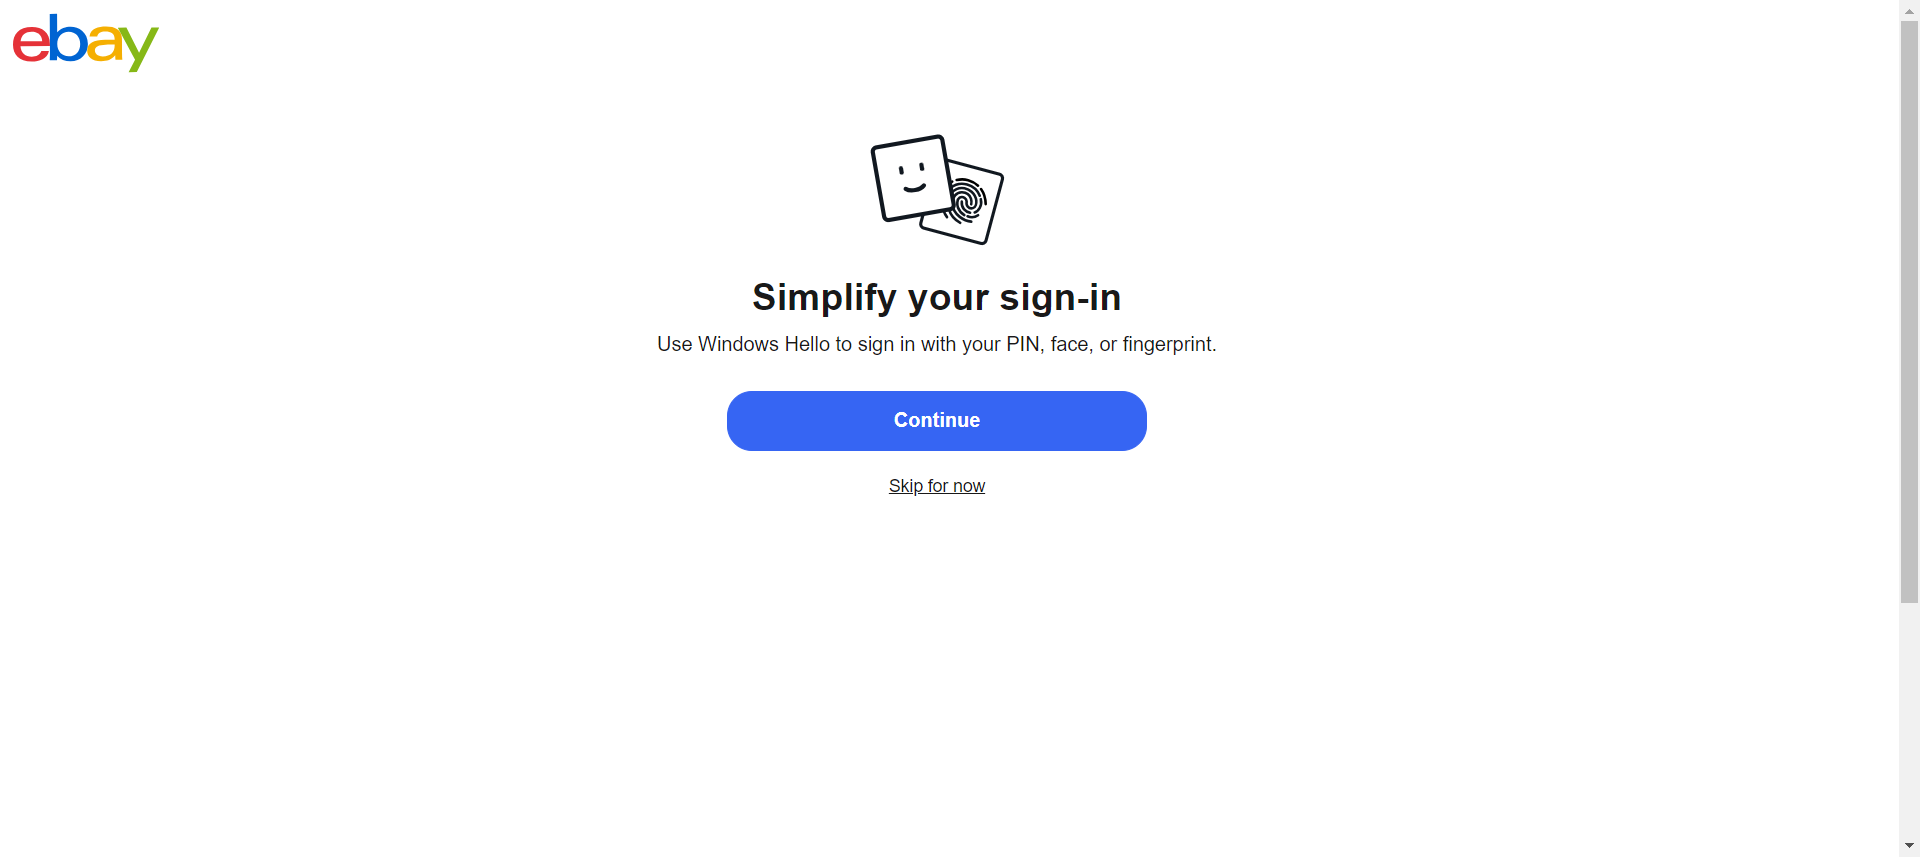 ebay
Simplify your sign-in
Use Windows Hello to sign in with your PIN, face, or fingerprint.
Continue
Skip for now